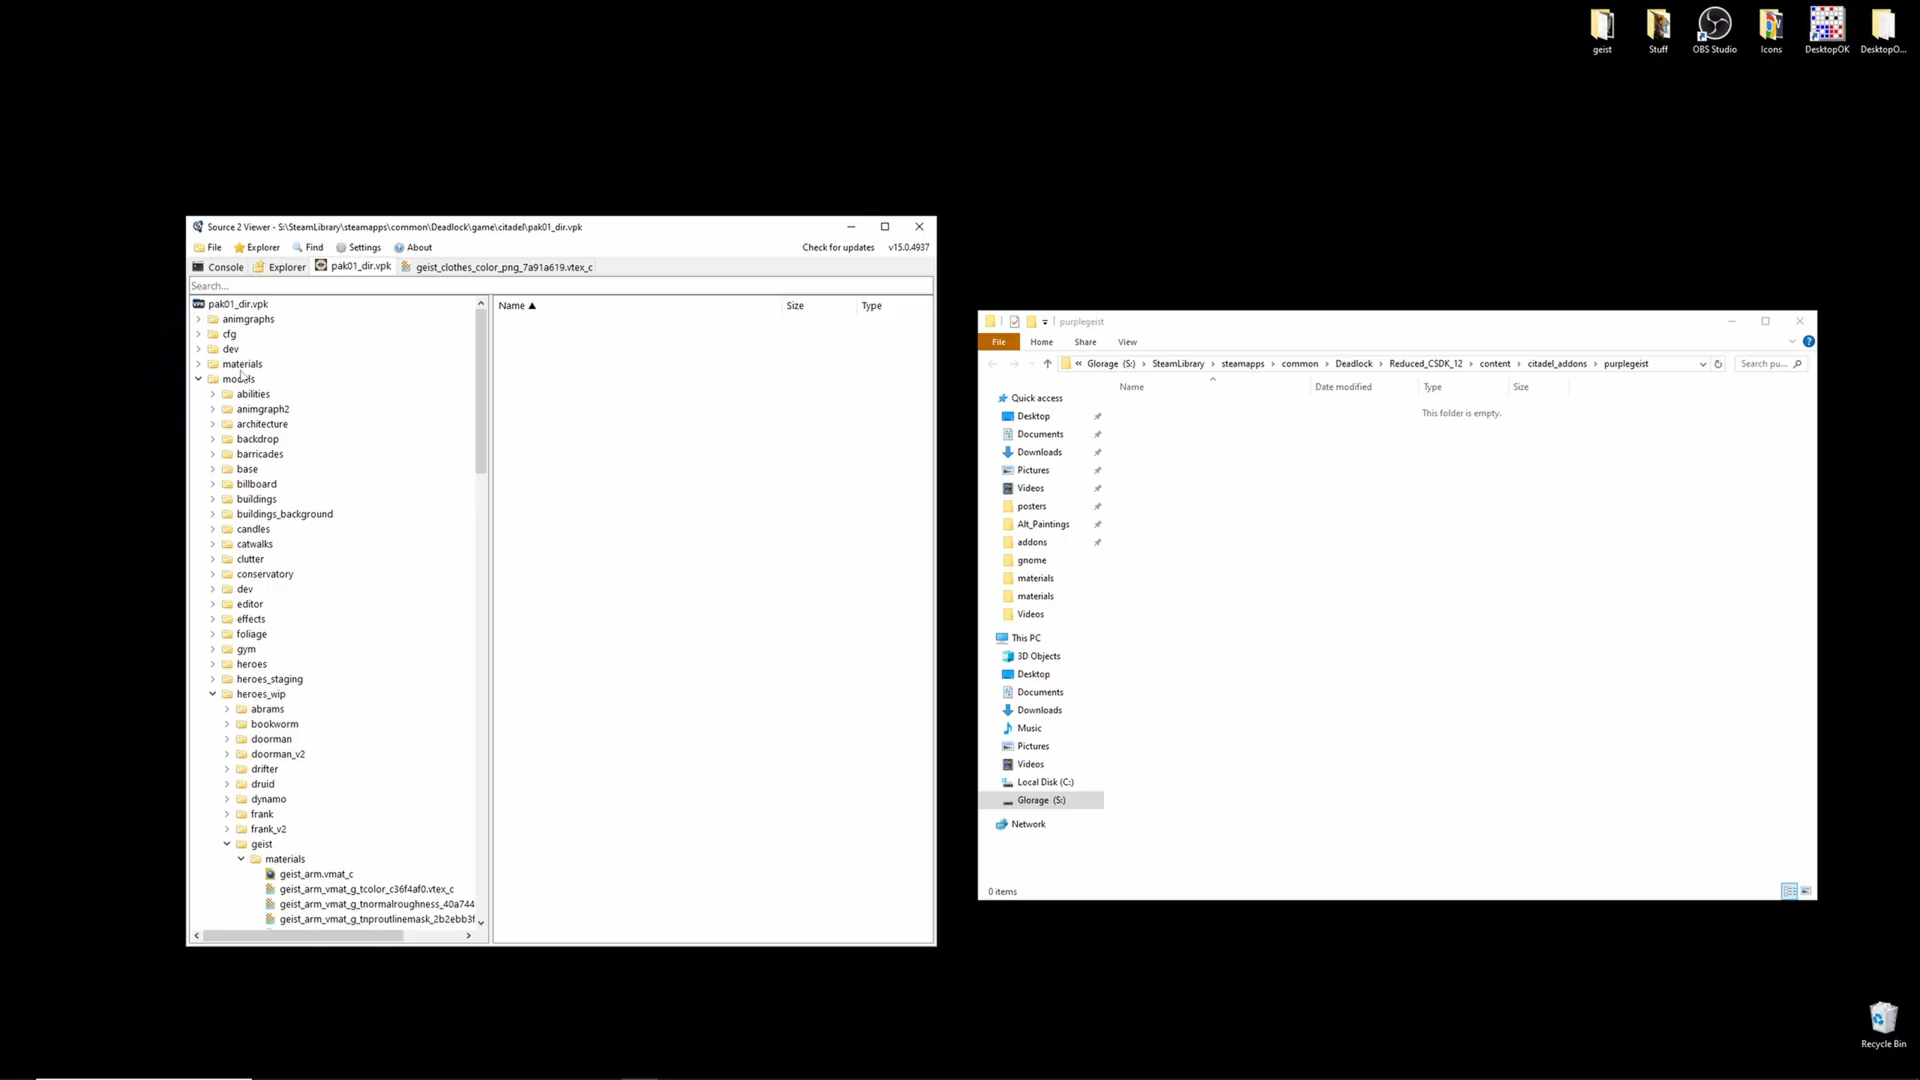 geist
Stuff
OBS Studio
Icons
DesktopOK
DesktopO...
Source 2 Viewer - S:\SteamLibrary\steamapps\common\Deadlock\game\citadel\pak01_dir.vpk
File
Explorer
Find
Settings
About
Check for updates
v15.0.4937
Console
Explorer
pak01_dir.vpk
geist_clothes_color_png_7a91a619.vtex_c
Search...
pak01_dir.vpk
animgraphs
cfg
dev
materials
models
abilities
animgraph2
architecture
backdrop
barricades
base
billboard
buildings
buildings_background
candles
catwalks
clutter
conservatory
dev
editor
effects
foliage
gym
heroes
heroes_staging
heroes_wip
abrams
bookworm
doorman
doorman_v2
drifter
druid
dynamo
frank
frank_v2
geist
materials
geist_arm.vmat_c
geist_arm_vmat_g_tcolor_c36f4af0.vtex_c
geist_arm_vmat_g_tnormalroughness_40a744
geist_arm_vmat_g_tnproutlinemask_2b2ebb3f
Name
Size
Type
purplegeist
File
Home
Share
View
« Glorage (S:) > SteamLibrary > steamapps > common > Deadlock > Reduced_CSDK_12 > content > citadel_addons > purplegeist
Search pu...
Name
Date modified
Type
Size
This folder is empty.
Quick access
Desktop
Documents
Downloads
Pictures
Videos
posters
Alt_Paintings
addons
gnome
materials
materials
Videos
This PC
3D Objects
Desktop
Documents
Downloads
Music
Pictures
Videos
Local Disk (C:)
Glorage (S:)
Network
0 items
Recycle Bin